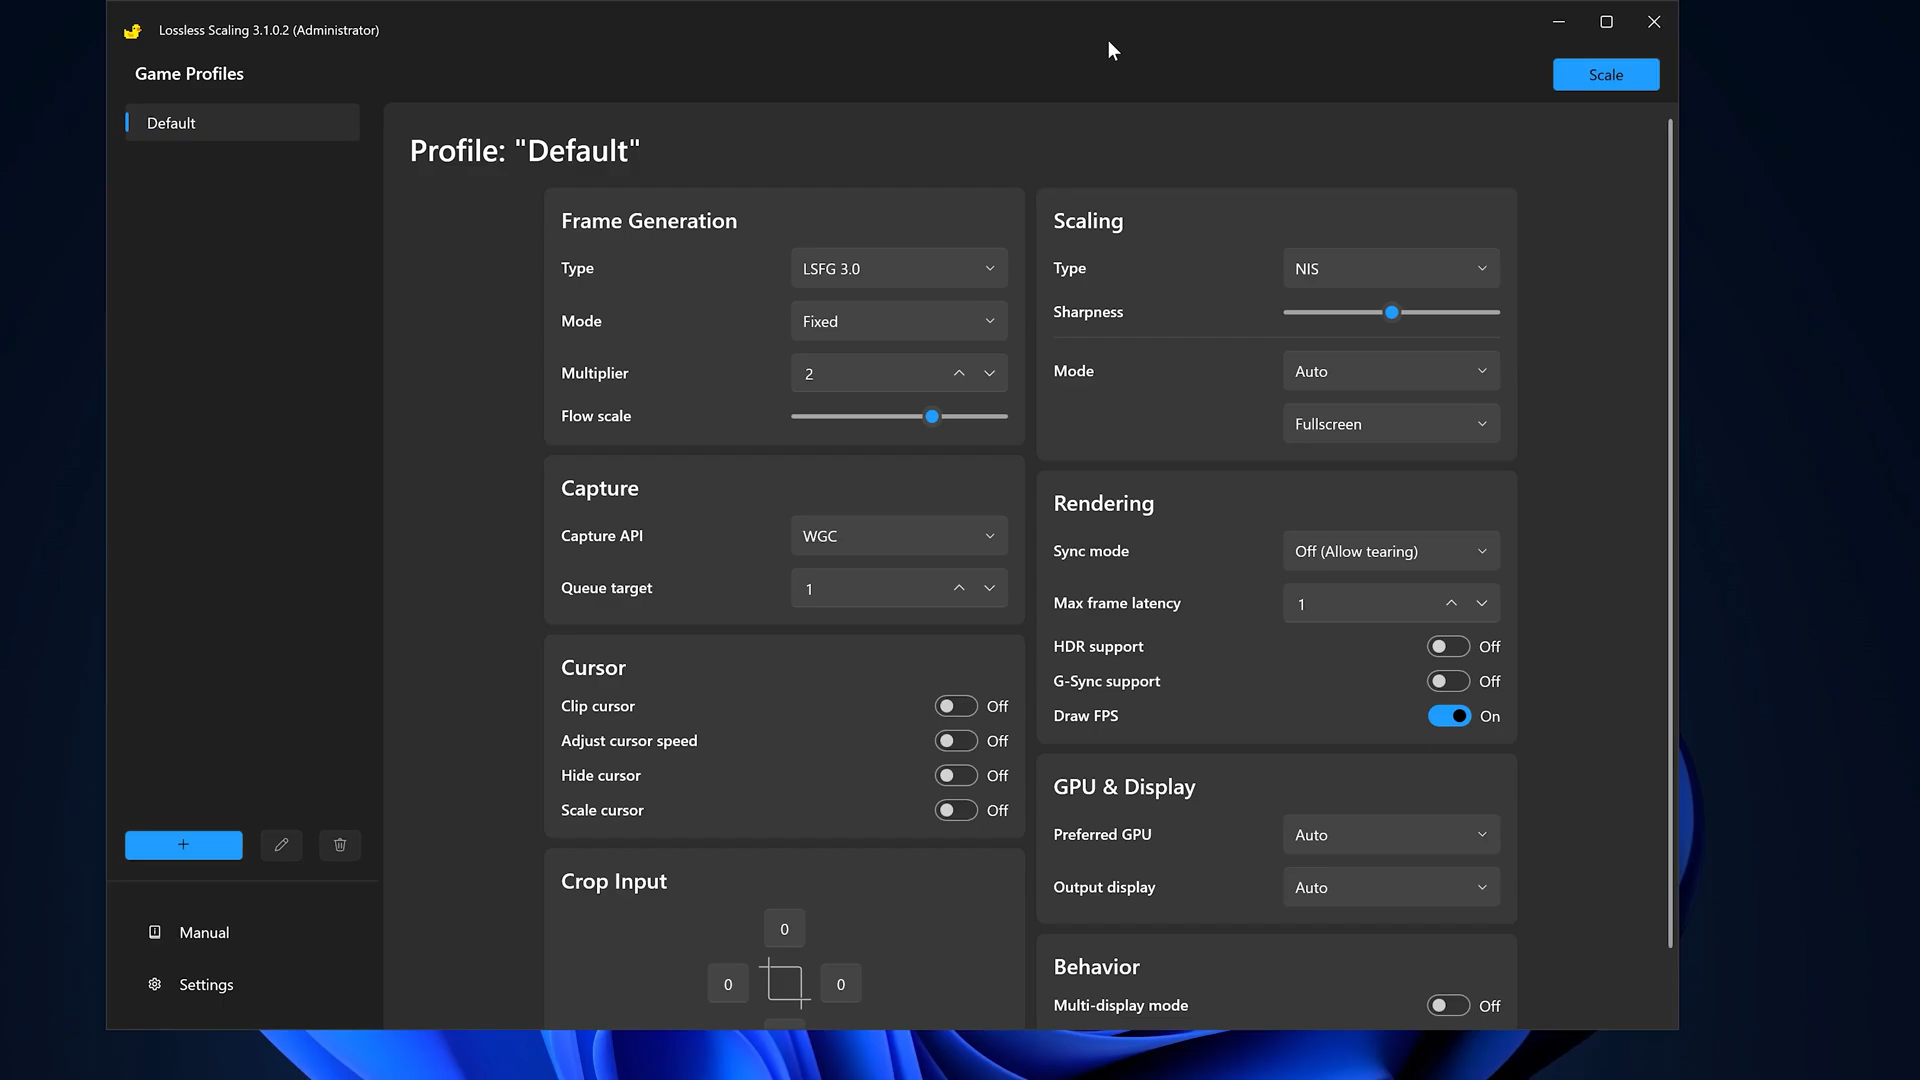 Lossless Scaling 3.1.0.2 (Administrator)
Game Profiles
Scale
Default
Profile: "Default"
Frame Generation
Type
LSFG 3.0
Mode
Fixed
Multiplier
2
Flow scale
Capture
Capture API
WGC
Queue target
1
Cursor
Clip cursor
Off
Adjust cursor speed
Off
Hide cursor
Off
Scale cursor
Off
Crop Input
0
0
0
Scaling
Type
NIS
Sharpness
Mode
Auto
Fullscreen
Rendering
Sync mode
Off (Allow tearing)
Max frame latency
1
HDR support
Off
G-Sync support
Off
Draw FPS
On
GPU & Display
Preferred GPU
Auto
Output display
Auto
Behavior
Multi-display mode
Off
Manual
Settings